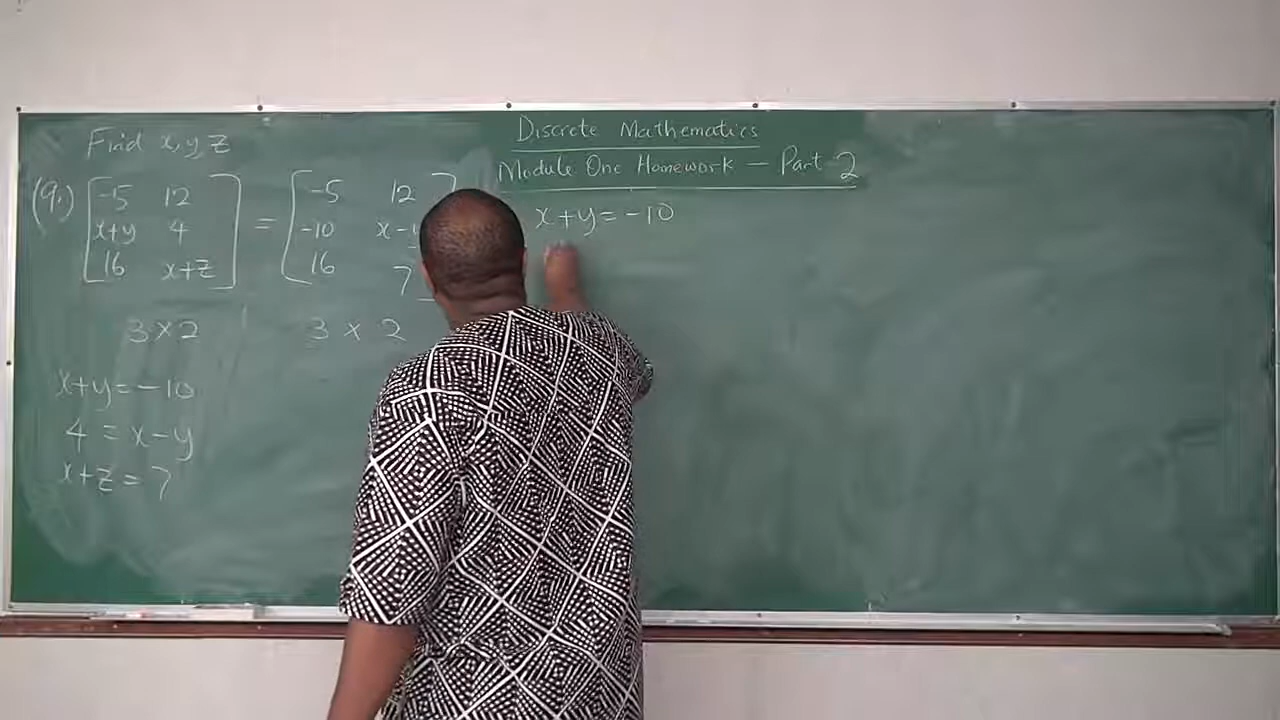 Discrete Mathematics
Module One Homework — Part 2
Find x, y, z
(9.) [-5 12] = [-5 12]
[x+y 4] [-10 x-
[16 x+z] [16 7]
3 × 2 3 × 2
x+y = -10
4 = x-y
x+z = 7
x+y = -10